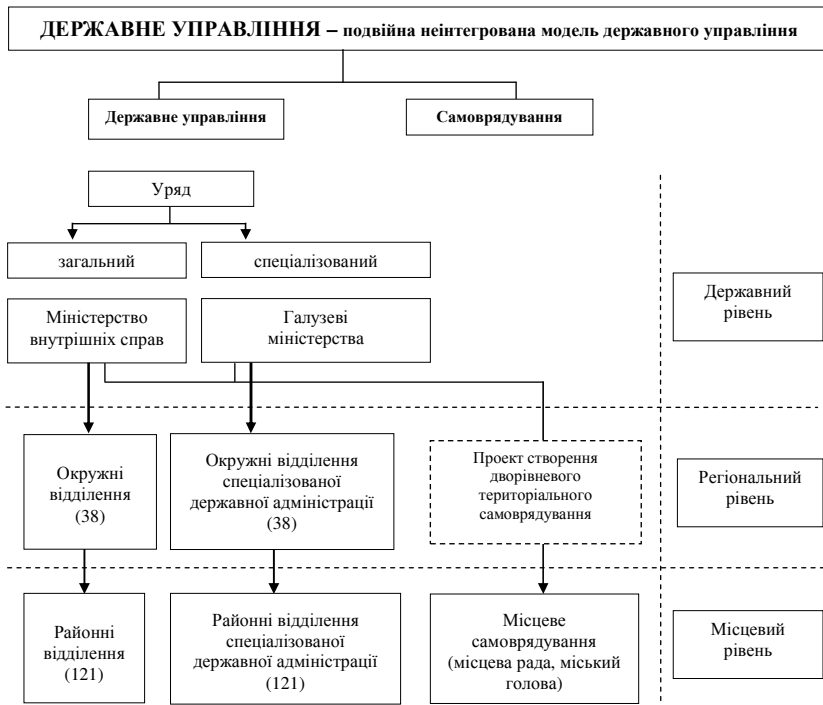 ДЕРЖАВНЕ УПРАВЛІННЯ – подвійна неінтегрована модель державного управління
Державне управління
Самоврядування
Уряд
загальний
спеціалізований
Міністерство
внутрішніх справ
Галузеві
міністерства
Державний
рівень
Окружні
відділення
(38)
Окружні відділення
спеціалізованої
державної адміністрації
(38)
Проект створення
дворівневого
територіального
самоврядування
Регіональний
рівень
Районні
відділення
(121)
Районні відділення
спеціалізованої
державної адміністрації
(121)
Місцеве
самоврядування
(місцева рада, міський
голова)
Місцевий
рівень